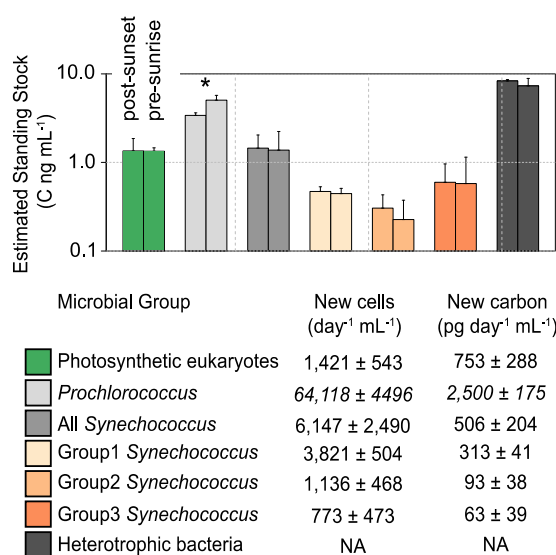 post-sunset
pre-sunrise
Estimated Standing Stock
(C ng mL⁻¹)
10.0
1.0
0.1
*
Microbial Group New cells New carbon
(day⁻¹ mL⁻¹) (pg day⁻¹ mL⁻¹)
Photosynthetic eukaryotes 1,421 ± 543 753 ± 288
Prochlorococcus 64,118 ± 4496 2,500 ± 175
All Synechococcus 6,147 ± 2,490 506 ± 204
Group1 Synechococcus 3,821 ± 504 313 ± 41
Group2 Synechococcus 1,136 ± 468 93 ± 38
Group3 Synechococcus 773 ± 473 63 ± 39
Heterotrophic bacteria NA NA